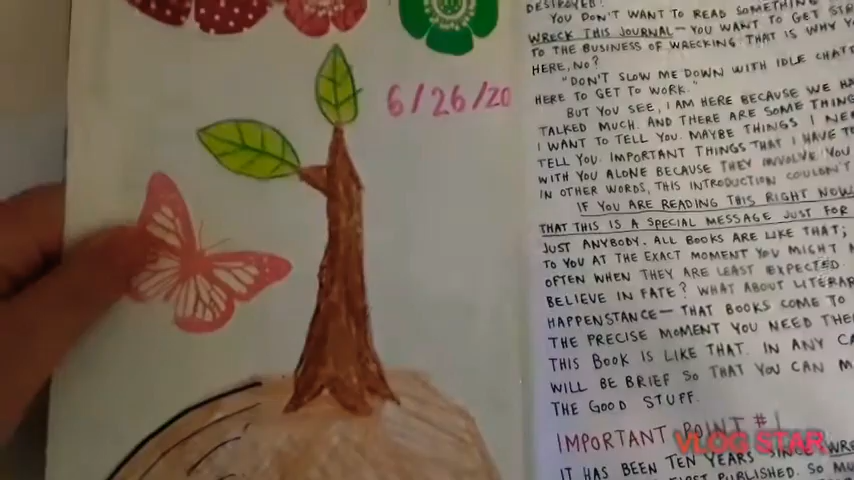 6/26/20
DESTROYED?
YOU DON'T WANT TO READ SOMETHING
WRECK THIS JOURNAL—YOU WANT TO GET
TO THE BUSINESS OF WRECKING THAT IS WHY
HERE, NO?
"DON'T SLOW ME DOWN WITH IDLE
HERE TO GET TO WORK."
BUT YOU SEE, I AM HERE BECAUSE WE
TALKED MUCH. AND THERE ARE SOME
I WANT TO TELL YOU. MAYBE THINGS I
TELL YOU. IMPORTANT THINGS THAT I HAVE
WITH YOU ALONE BECAUSE THEY INVOLVE YOU
IN OTHER WORDS, THIS INTRODUCTION COULDN'T
IF YOU ARE READING THIS RIGHT NOW
THAT THIS IS A SPECIAL MESSAGE JUST FOR
JUST ANYBODY. ALL BOOKS ARE LIKE THAT;
TO YOU AT THE EXACT MOMENT YOU MIGHT
OFTEN WHEN THEY ARE LEAST EXPECTED.
BELIEVE IN FATE? WHAT ABOUT
HAPPENSTANCE— THAT BOOKS COME TO
THE PRECISE MOMENT YOU NEED
THIS BOOK IS LIKE THAT. IN ANY
WILL BE BRIEF SO THAT YOU CAN
THE GOOD STUFF.
IMPORTANT POINT #1
VLOG STAR
IT HAS BEEN TEN YEARS SINCE
FIRST PUBLISHED. SO